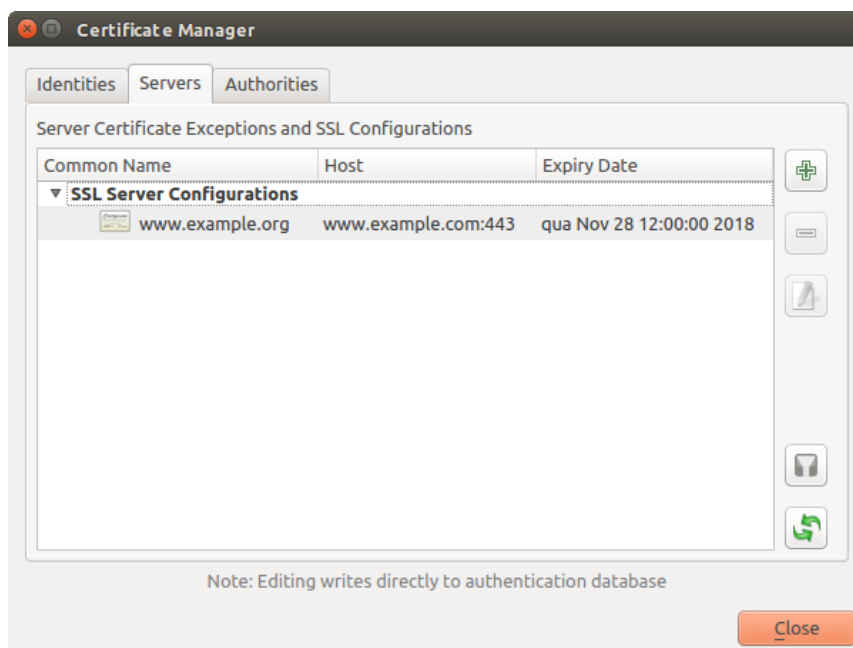 Certificate Manager
Identities Servers Authorities
Server Certificate Exceptions and SSL Configurations
Common Name Host Expiry Date
SSL Server Configurations
www.example.org www.example.com:443 qua Nov 28 12:00:00 2018
Note: Editing writes directly to authentication database
Close